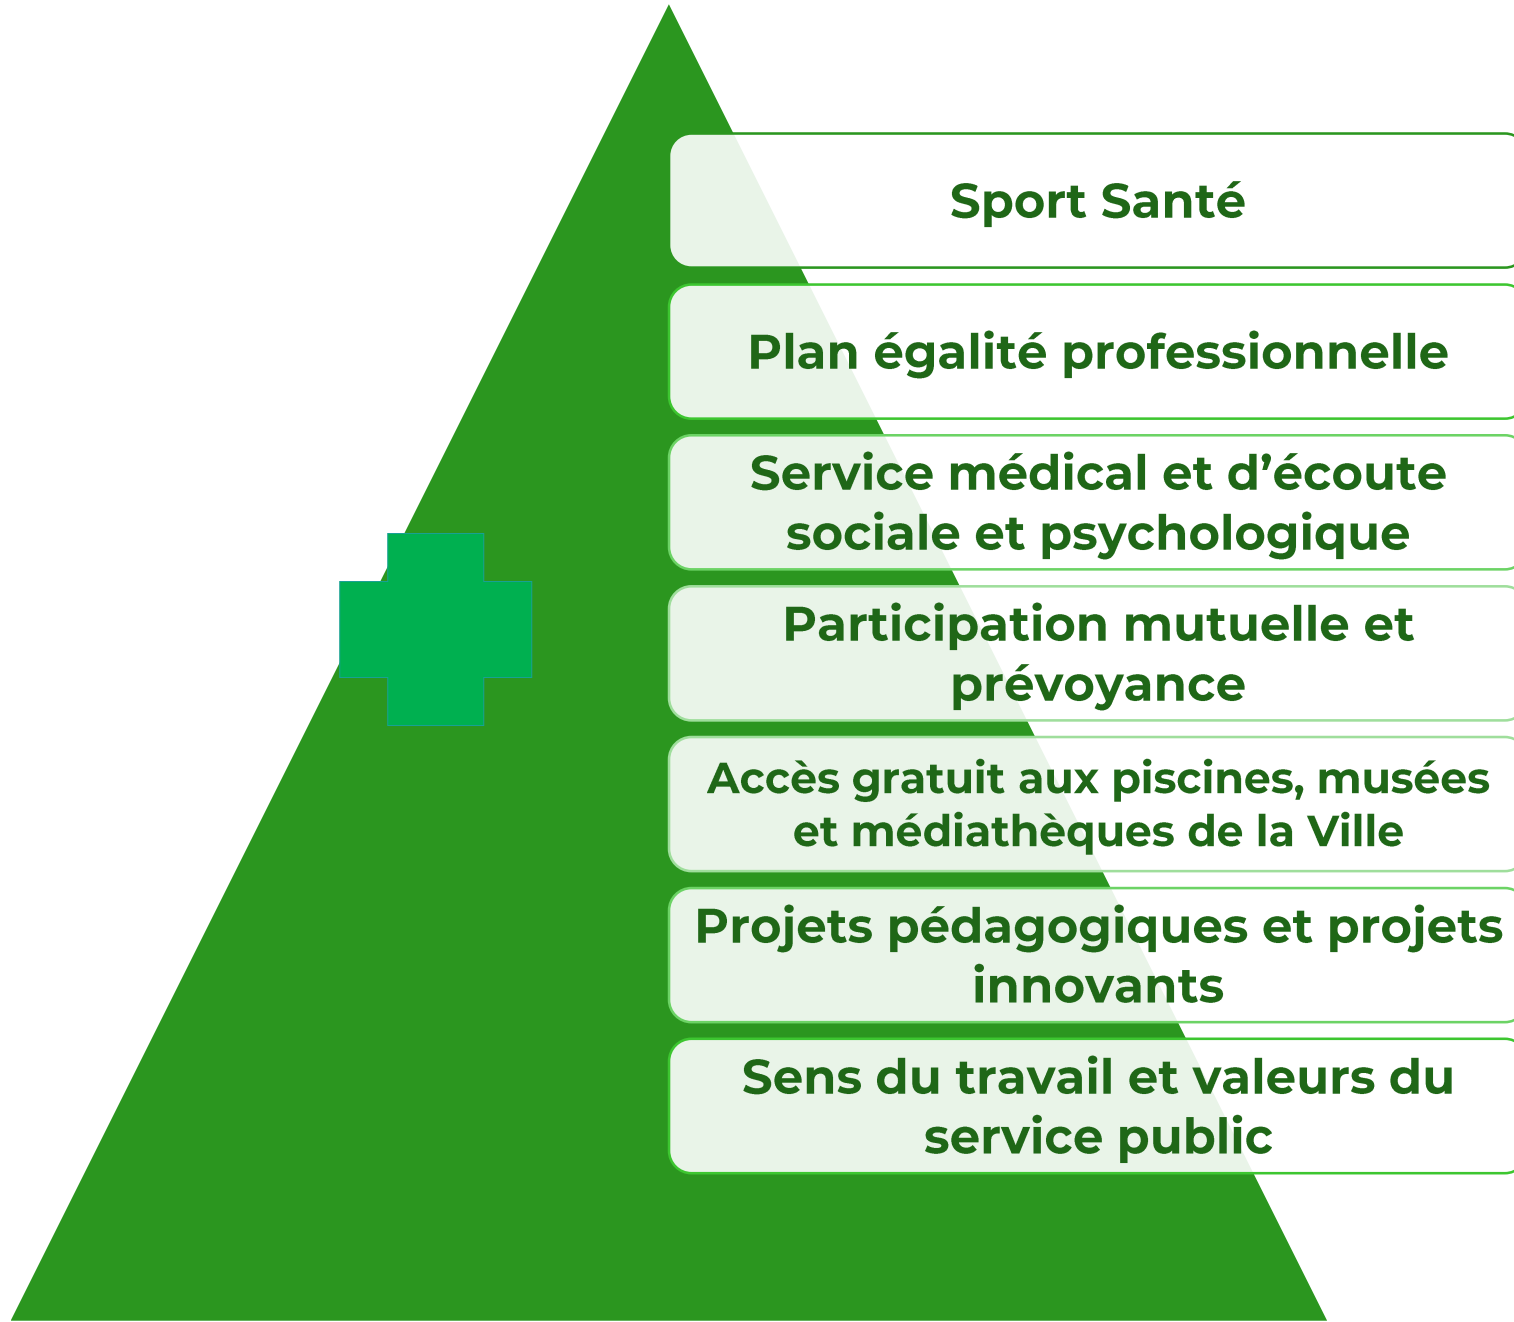 Sport Santé
Plan égalité professionnelle
Service médical et d’écoute
sociale et psychologique
Participation mutuelle et
prévoyance
Accès gratuit aux piscines, musées
et médiathèques de la Ville
Projets pédagogiques et projets
innovants
Sens du travail et valeurs du
service public